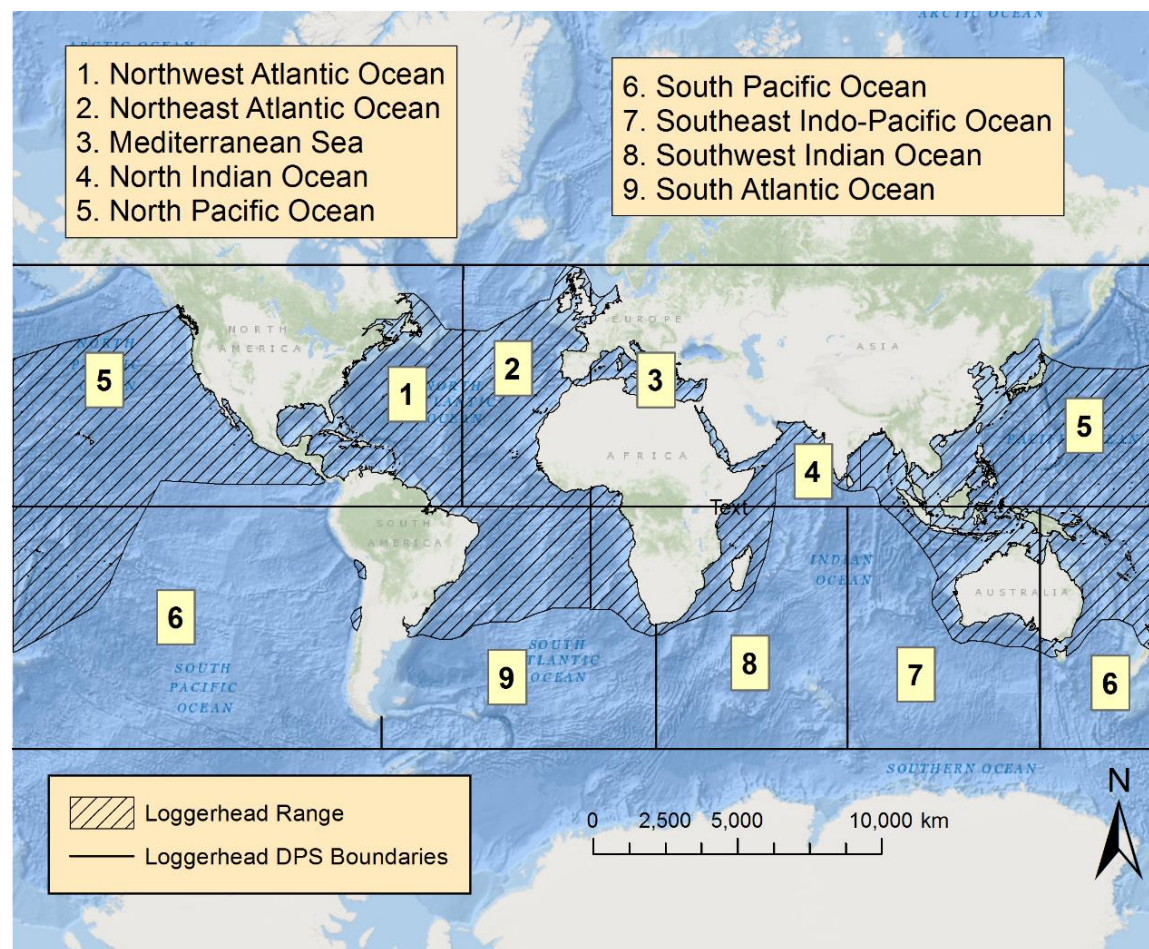 ARCTIC OCEAN
ARCTIC OCEAN
1. Northwest Atlantic Ocean
2. Northeast Atlantic Ocean
3. Mediterranean Sea
4. North Indian Ocean
5. North Pacific Ocean
6. South Pacific Ocean
7. Southeast Indo-Pacific Ocean
8. Southwest Indian Ocean
9. South Atlantic Ocean
NORTH
AMERICA
EUROPE
ASIA
NORTH
5
1
2
3
5
OCEAN
4
AFRICA
Text
SOUTH
AMERICA
INDIAN
OCEAN
AUSTRALIA
6
SOUTH
PACIFIC
OCEAN
9
SOUTH
ATLANTIC
OCEAN
8
7
6
SOUTHERN OCEAN
Loggerhead Range
Loggerhead DPS Boundaries
0 2,500 5,000 10,000 km
N